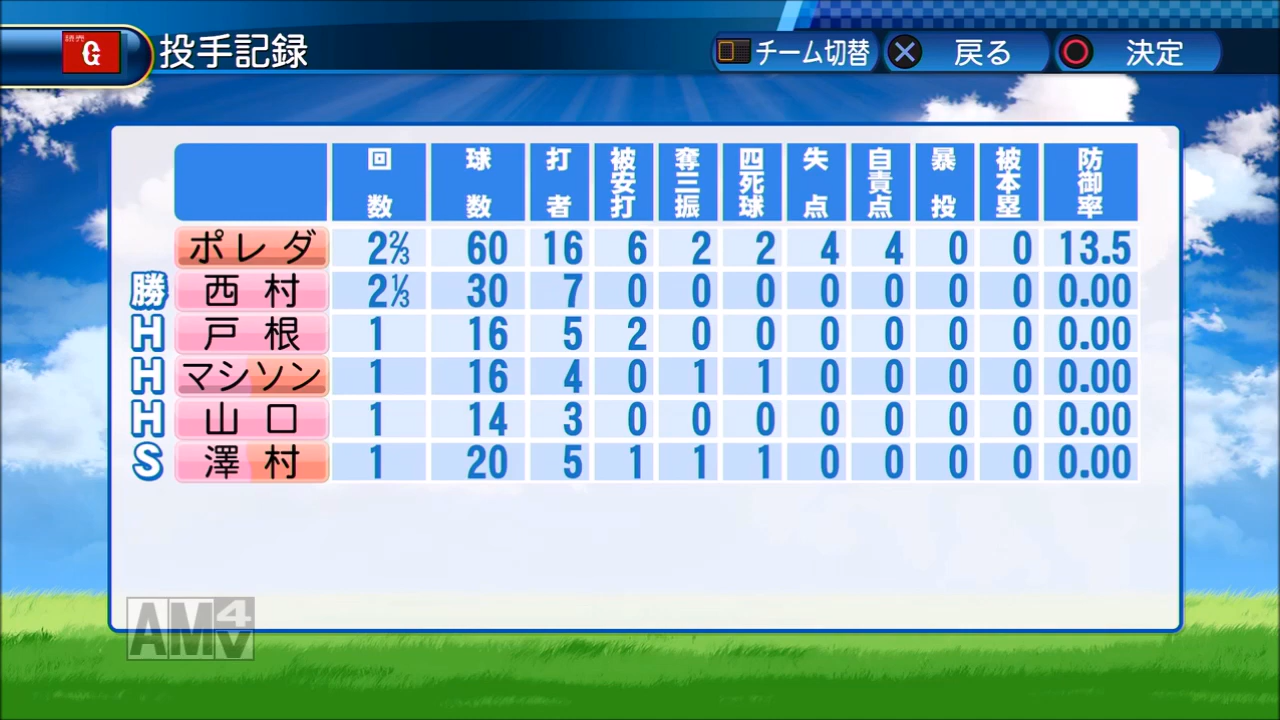 読売 G 投手記録 チーム切替 戻る 決定
回数 球数 打者 被安打 奪三振 四死球 失点 自責点 暴投 被本塁 防御率
ポレダ 2⅔ 60 16 6 2 2 4 4 0 0 13.5
勝 西村 2⅓ 30 7 0 0 0 0 0 0 0 0.00
H 戸根 1 16 5 2 0 0 0 0 0 0 0.00
H マシソン 1 16 4 0 1 1 0 0 0 0 0.00
H 山口 1 14 3 0 0 0 0 0 0 0 0.00
S 澤村 1 20 5 1 1 1 0 0 0 0 0.00
AM4V